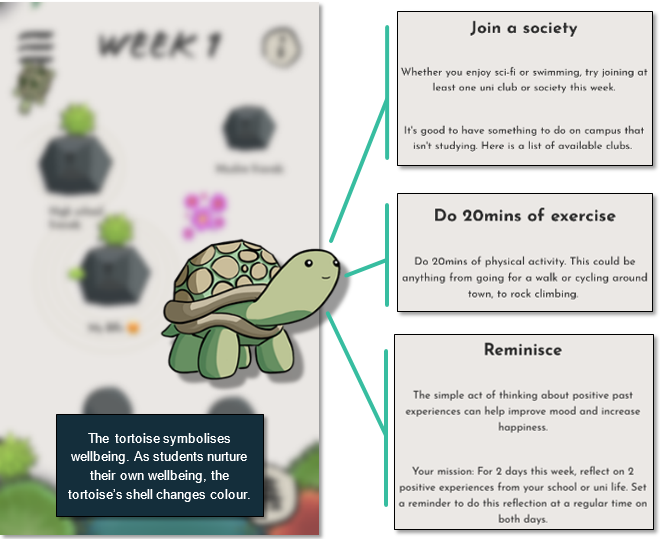 WEEK 1
High school
friends
The tortoise symbolises
wellbeing. As students nurture
their own wellbeing, the
tortoise's shell changes colour.
Join a society
Whether you enjoy sci-fi or swimming, try joining at
least one uni club or society this week.
It's good to have something to do on campus that
isn't studying. Here is a list of available clubs.
Do 20mins of exercise
Do 20mins of physical activity. This could be
anything from going for a walk or cycling around
town, to rock climbing.
Reminisce
The simple act of thinking about positive past
experiences can help improve mood and increase
happiness.
Your mission: For 2 days this week, reflect on 2
positive experiences from your school or uni life. Set
a reminder to do this reflection at a regular time on
both days.